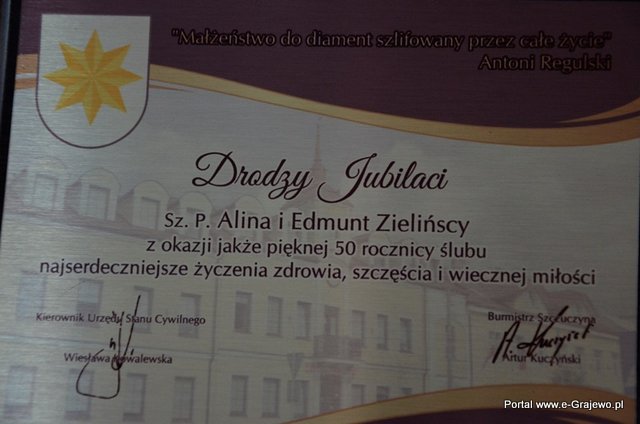 "Małżeństwo do diament szlifowany przez całe życie"
Antoni Regulski
Drodzy Jubilaci
Sz. P. Alina i Edmunt Zielińscy
z okazji jakże pięknej 50 rocznicy ślubu
najserdeczniejsze życzenia zdrowia, szczęścia i wiecznej miłości
Kierownik Urzędu Stanu Cywilnego
Wiesława Kowalewska
Burmistrz Szczuczyna
Artur Kuczyński
Portal www.e-Grajewo.pl